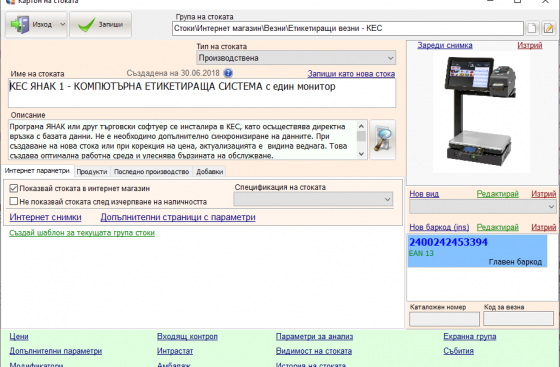 Картон на стоката
Изход
Запиши
Група на стоката
Стоки\Интернет магазин\Везни\Етикетиращи везни - КЕС
Тип на стоката
Производствена
Име на стоката
Създадена на 30.06.2018
Запиши като нова стока
КЕС ЯНАК 1 - КОМПЮТЪРНА ЕТИКЕТИРАЩА СИСТЕМА с един монитор
Описание
Програна ЯНАК или друг търговски софтуер се инсталира в КЕС, като осъществява директна
връзка с базата данни. Не е необходимо допълнително синхронизиране на данните. При
създаване на нова стока или при корекция на цена, актуализацията е видима веднага. Това
създава оптимална работна среда и улеснява бързината на обслужване.
Интернет параметри
Продукти
Последно производство
Добавки
Показвай стоката в интернет магазин
Не показвай стоката след изчерпване на наличността
Спецификация на стоката
Интернет снимки
Допълнителни страници с параметри
Създай шаблон за текущата група стоки
Зареди снимка
Изтрий
Нов вид
Редактирай
Изтрий
Нов баркод (ins)
Редактирай
Изтрий
2400242453394
EAN 13
Главен баркод
Каталожен номер
Код за везна
Цени
Входящ контрол
Параметри за анализ
Екранна група
Допълнителни параметри
Интрастат
Видимост на стоката
Събития
Модификатори
Амбалаж
История на стоката